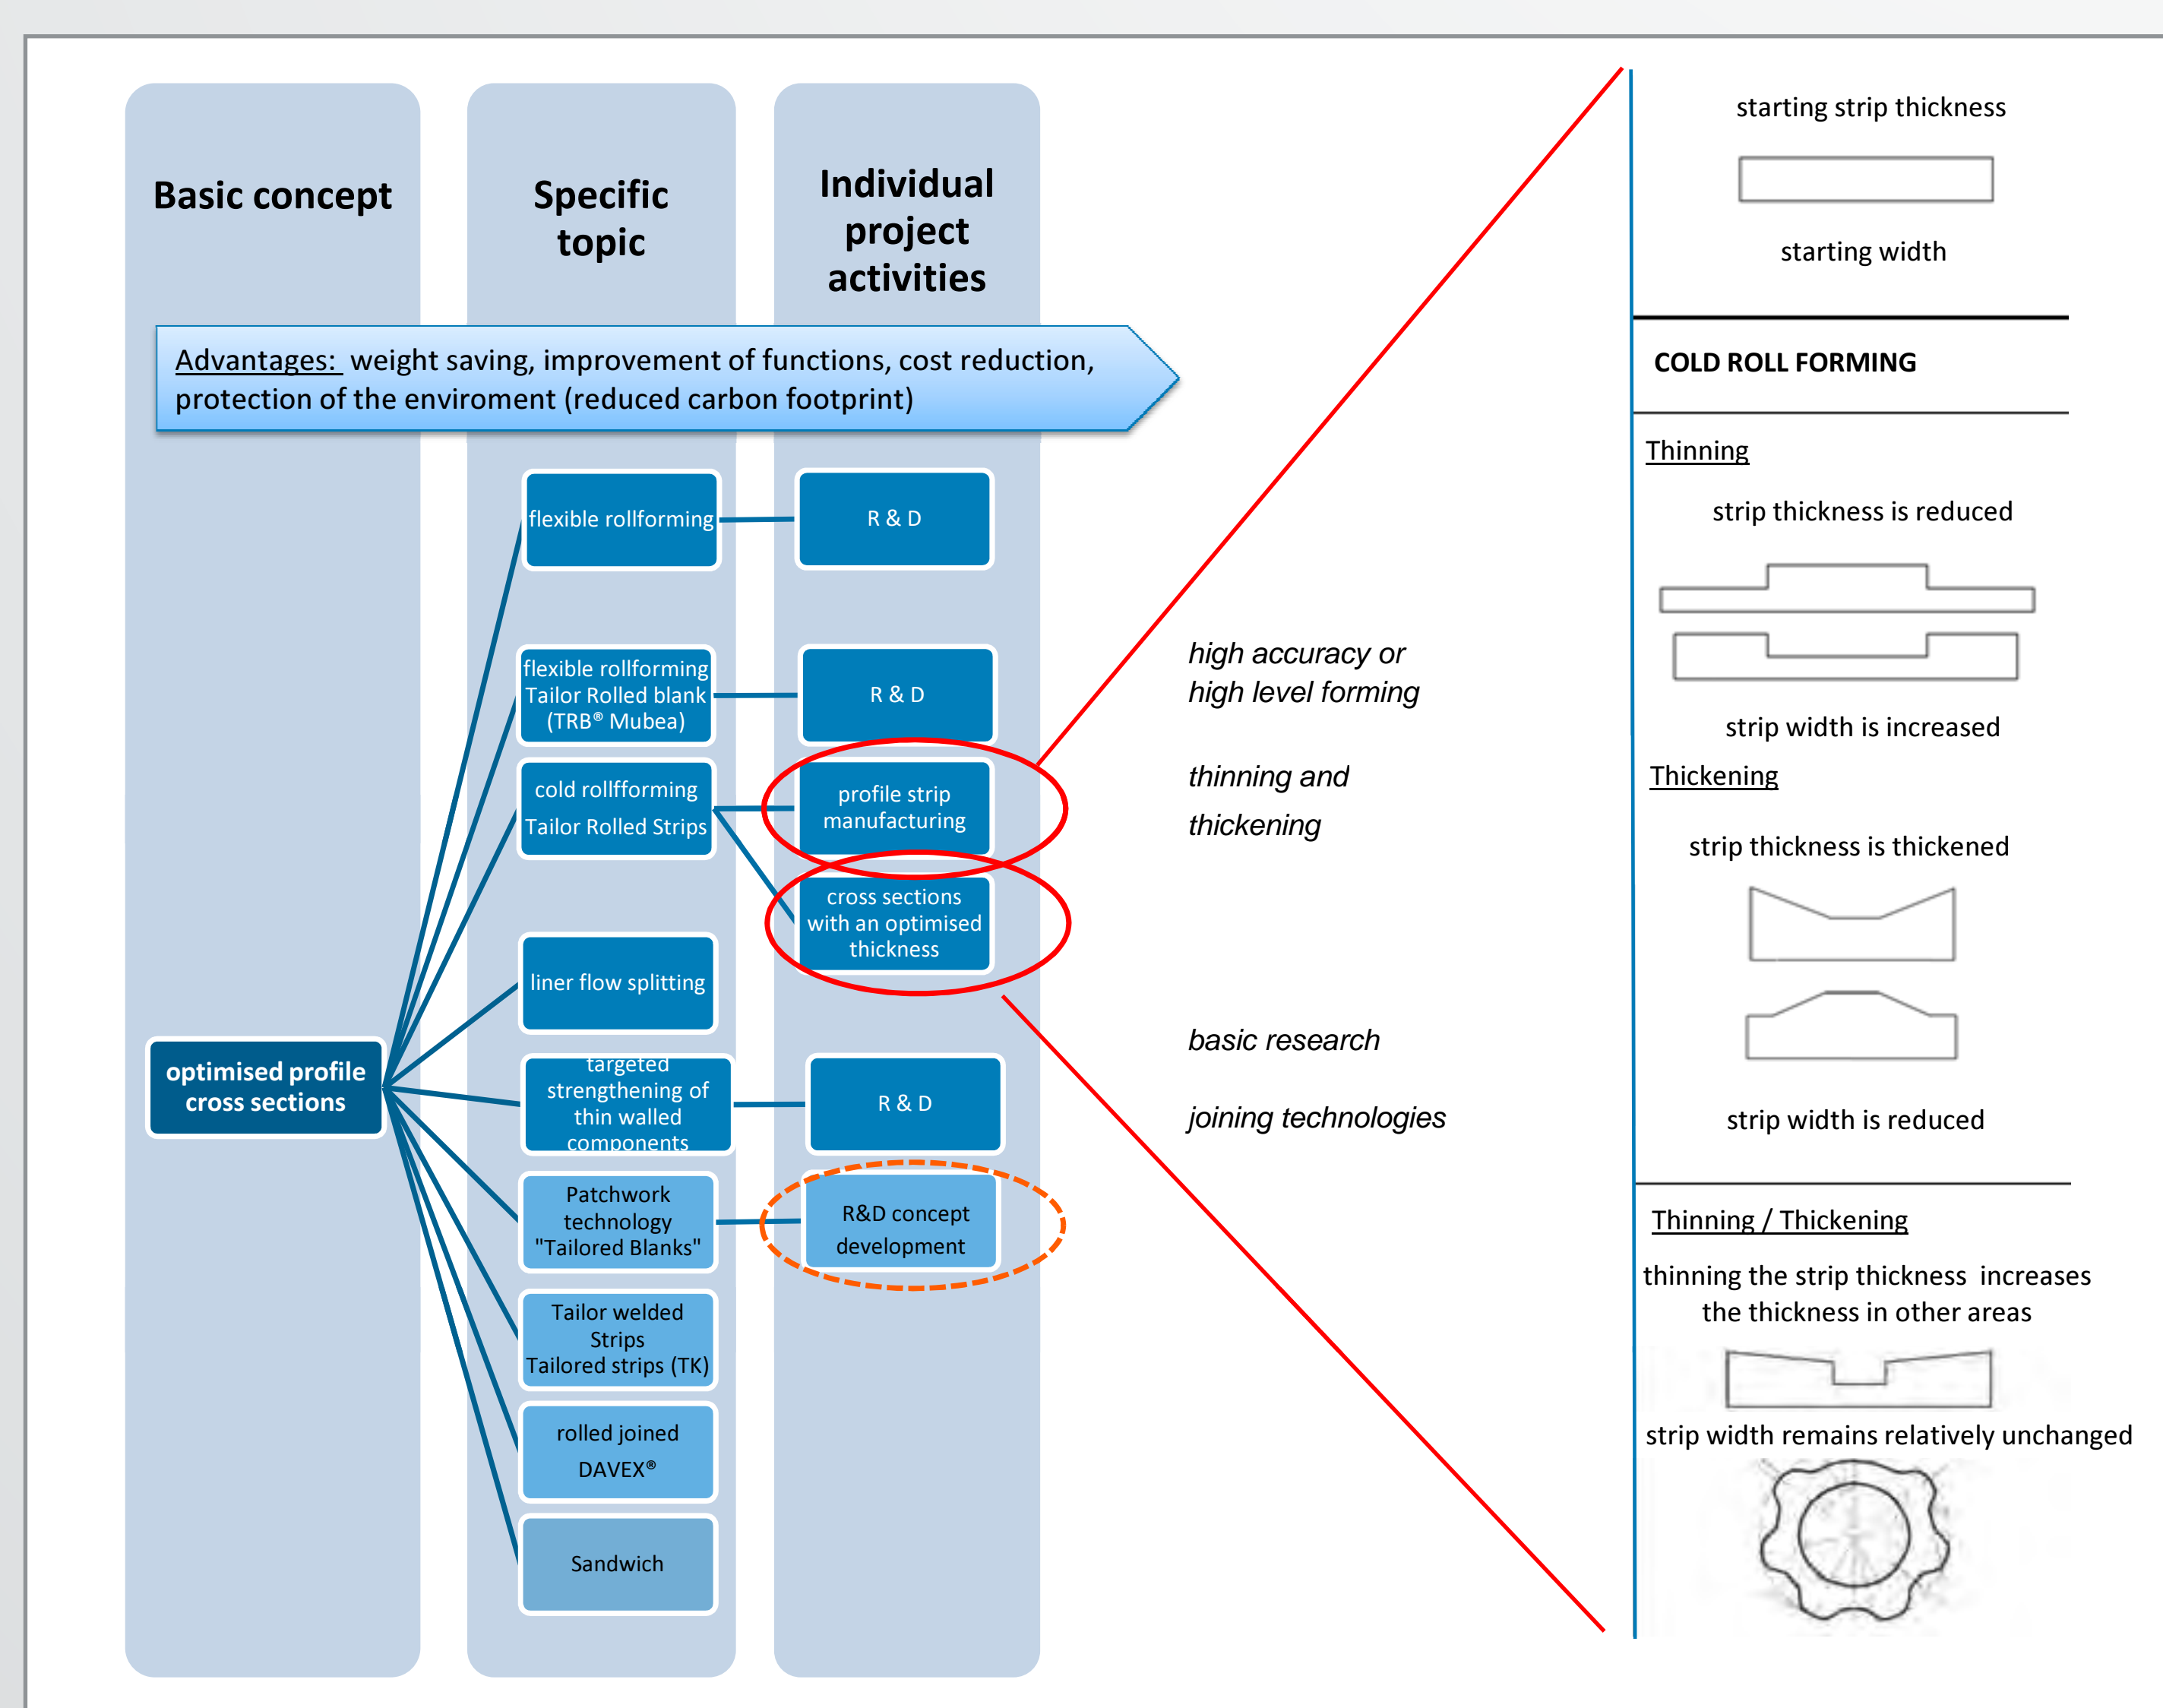 Basic concept
Specific
topic
Individual
project
activities
Advantages: weight saving, improvement of functions, cost reduction,
protection of the enviroment (reduced carbon footprint)
flexible rollforming
R & D
flexible rollforming
Tailor Rolled blank
(TRB® Mubea)
R & D
cold rollfforming
Tailor Rolled Strips
profile strip
manufacturing
cross sections
with an optimised
thickness
liner flow splitting
optimised profile
cross sections
targeted
strengthening of
thin walled
components
R & D
Patchwork
technology
"Tailored Blanks"
R&D concept
development
Tailor welded
Strips
Tailored strips (TK)
rolled joined
DAVEX®
Sandwich
high accuracy or
high level forming
thinning and
thickening
basic research
joining technologies
starting strip thickness
starting width
COLD ROLL FORMING
Thinning
strip thickness is reduced
strip width is increased
Thickening
strip thickness is thickened
strip width is reduced
Thinning / Thickening
thinning the strip thickness increases
the thickness in other areas
strip width remains relatively unchanged